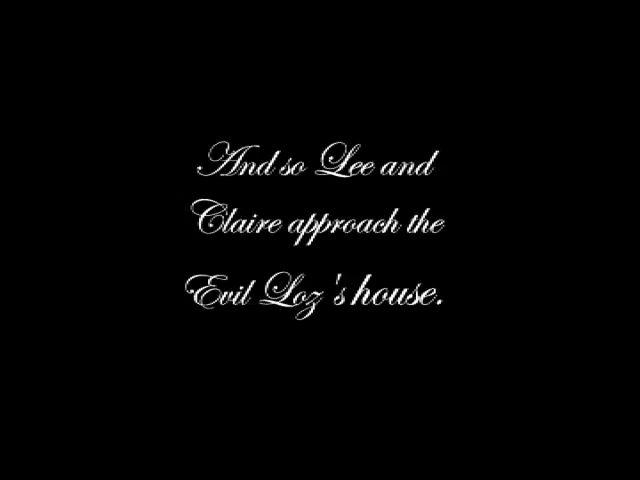 And so Lee and
Claire approach the
Evil Loz 's house.